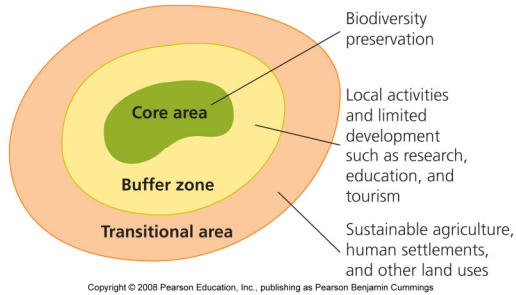 Biodiversity
preservation
Core area
Local activities
and limited
development
such as research,
education, and
tourism
Buffer zone
Transitional area
Sustainable agriculture,
human settlements,
and other land uses
Copyright © 2008 Pearson Education, Inc., publishing as Pearson Benjamin Cummings